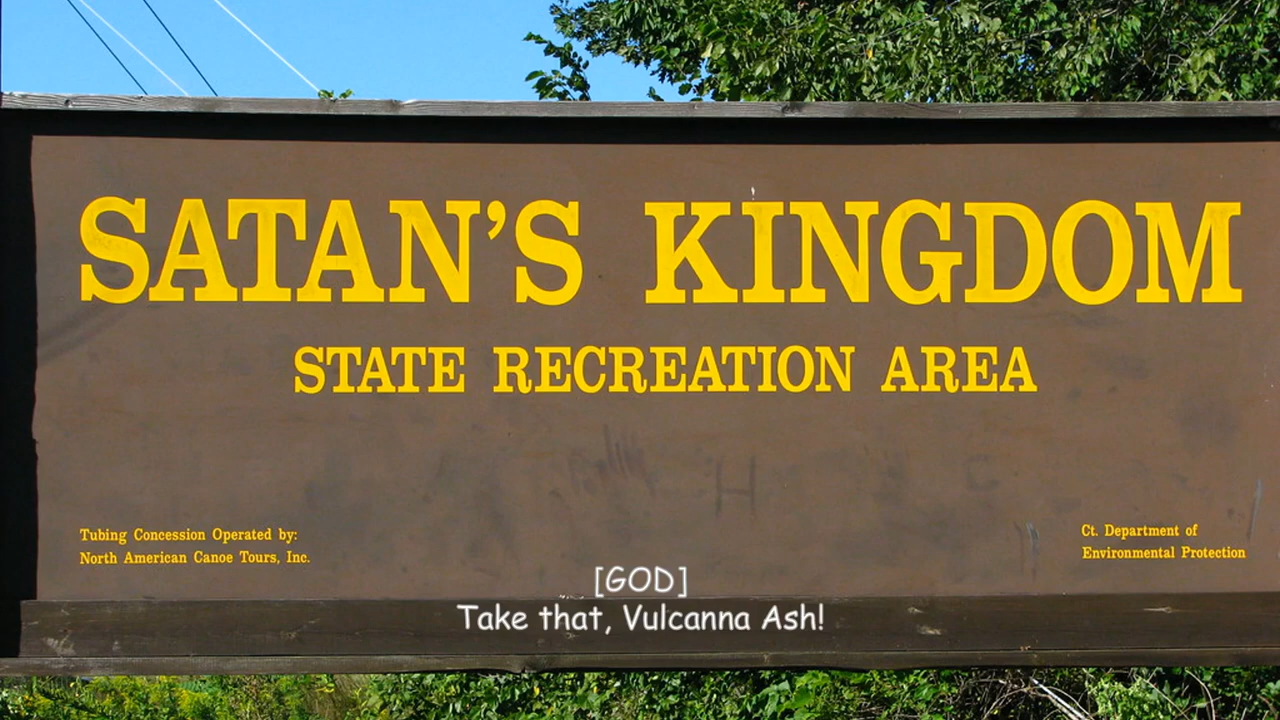 SATAN'S KINGDOM
STATE RECREATION AREA
Tubing Concession Operated by:
North American Canoe Tours, Inc.
Ct. Department of
Environmental Protection
[GOD]
Take that, Vulcanna Ash!